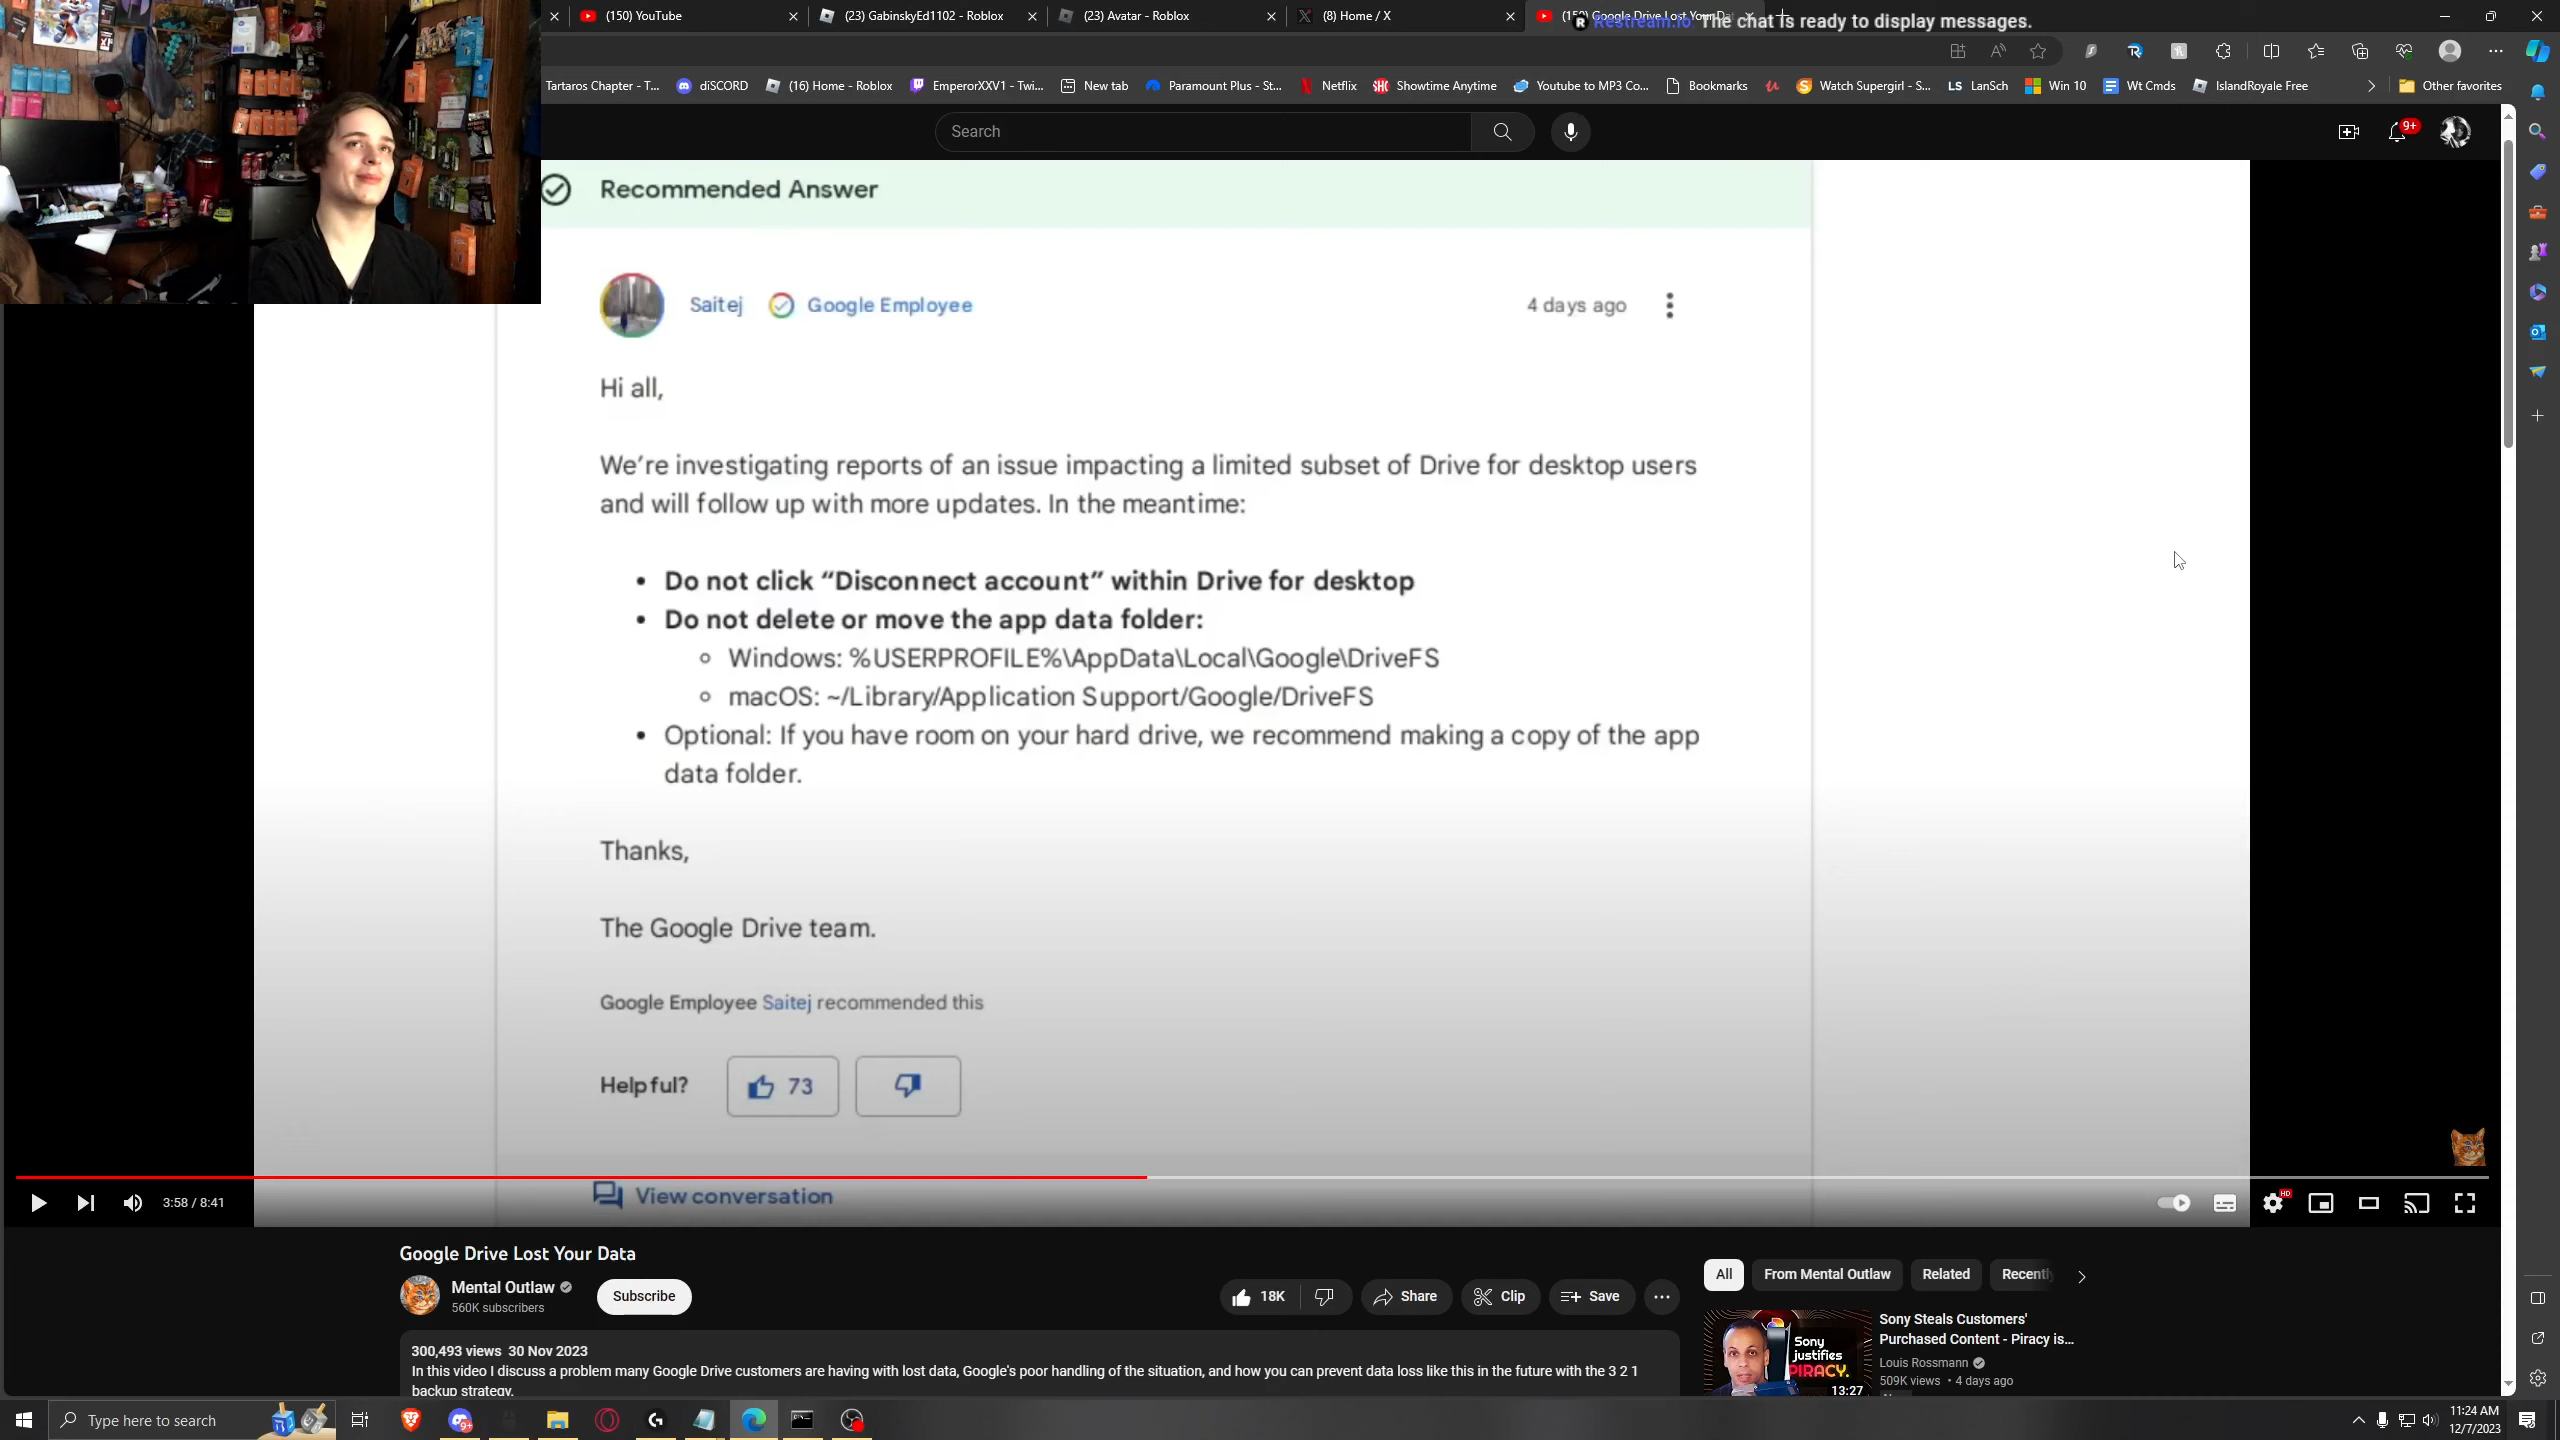 (150) YouTube
(23) GabinskyEd1102 - Roblox
(23) Avatar - Roblox
(8) Home / X
Restream.io The chat is ready to display messages.
Tartaros Chapter - T...
diSCORD
(16) Home - Roblox
EmperorXXV1 - Twi...
New tab
Paramount Plus - St...
Netflix
Showtime Anytime
Youtube to MP3 Co...
Bookmarks
Watch Supergirl - S...
LanSch
Win 10
Wt Cmds
IslandRoyale Free
Other favorites
Search
9+
Recommended Answer
Saitej
Google Employee
4 days ago
Hi all,
We’re investigating reports of an issue impacting a limited subset of Drive for desktop users
and will follow up with more updates. In the meantime:
• Do not click “Disconnect account” within Drive for desktop
• Do not delete or move the app data folder:
Windows: %USERPROFILE%\AppData\Local\Google\DriveFS
macOS: ~/Library/Application Support/Google/DriveFS
• Optional: If you have room on your hard drive, we recommend making a copy of the app
data folder.
Thanks,
The Google Drive team.
Google Employee Saitej recommended this
Helpful?
73
View conversation
3:58 / 8:41
HD
Google Drive Lost Your Data
Mental Outlaw
560K subscribers
Subscribe
18K
Share
Clip
Save
All
From Mental Outlaw
Related
Recently
300,493 views 30 Nov 2023
In this video I discuss a problem many Google Drive customers are having with lost data, Google's poor handling of the situation, and how you can prevent data loss like this in the future with the 3 2 1
backup strategy.
Sony
justifies
PIRACY.
13:27
Sony Steals Customers'
Purchased Content - Piracy is...
Louis Rossmann
509K views • 4 days ago
Type here to search
9+
11:24 AM
12/7/2023